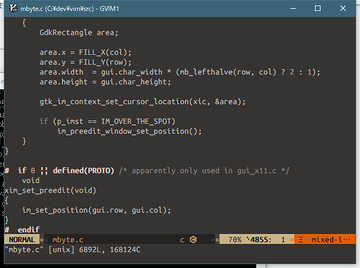 mbyte.c (C:¥dev¥vim¥src) - GVIM1
{
GdkRectangle area;
area.x = FILL_X(col);
area.y = FILL_Y(row);
area.width = gui.char_width * (mb_lefthalve(row, col) ? 2 : 1);
area.height = gui.char_height;
gtk_im_context_set_cursor_location(xic, &area);
if (p_imst == IM_OVER_THE_SPOT)
im_preedit_window_set_position();
}
}
# if 0 || defined(PROTO) /* apparently only used in gui_x11.c */
void
xim_set_preedit(void)
{
im_set_position(gui.row, gui.col);
}
# endif
NORMAL mbyte.c c 70% 4855: 1 mixed-i…
"mbyte.c" [unix] 6892L, 168124C